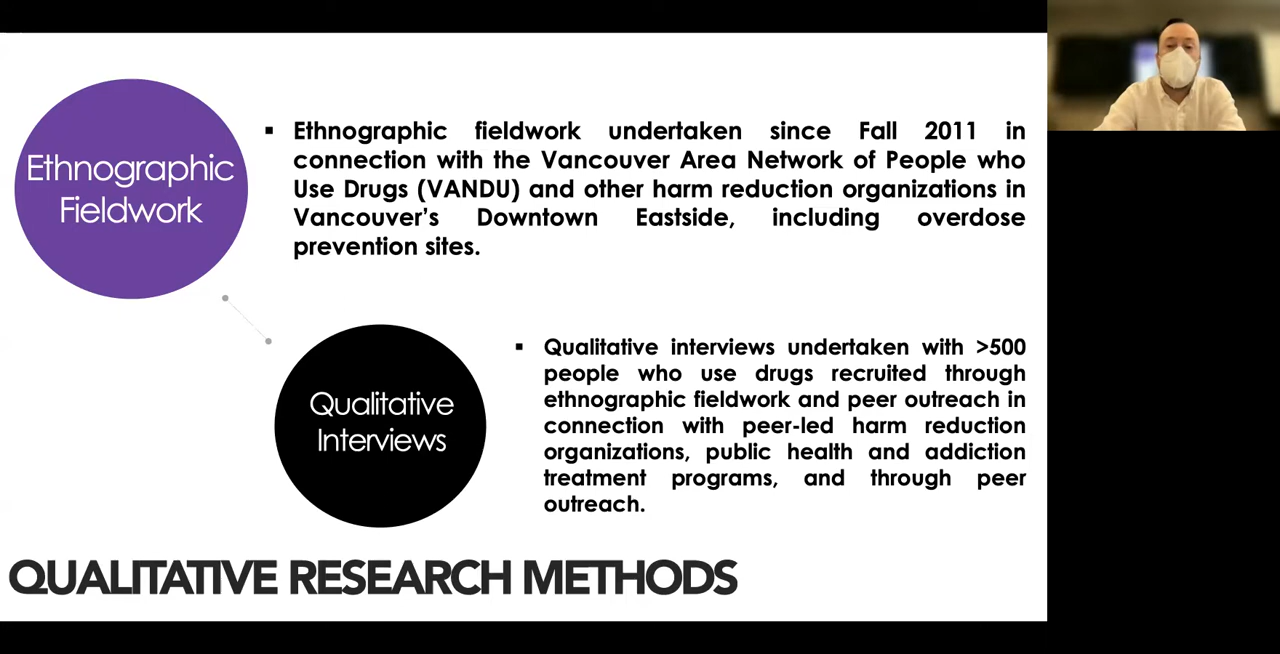 Ethnographic
Fieldwork
▪ Ethnographic fieldwork undertaken since Fall 2011 in
connection with the Vancouver Area Network of People who
Use Drugs (VANDU) and other harm reduction organizations in
Vancouver’s Downtown Eastside, including overdose
prevention sites.
Qualitative
Interviews
▪ Qualitative interviews undertaken with >500
people who use drugs recruited through
ethnographic fieldwork and peer outreach in
connection with peer-led harm reduction
organizations, public health and addiction
treatment programs, and through peer
outreach.
QUALITATIVE RESEARCH METHODS